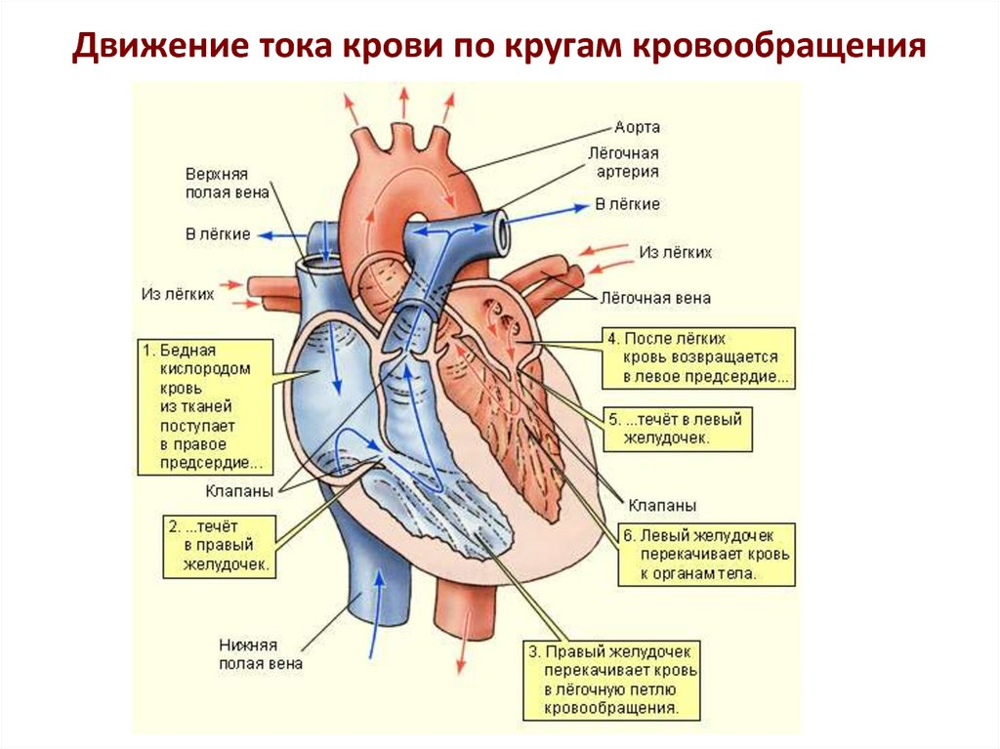 Движение тока крови по кругам кровообращения
Аорта
Лёгочная
артерия
Верхняя
полая вена
В лёгкие
В лёгкие
Из лёгких
Из лёгких
Лёгочная вена
1. Бедная
кислородом
кровь
из тканей
поступает
в правое
предсердие...
4. После лёгких
кровь возвращается
в левое предсердие...
5. ...течёт в левый
желудочек.
Клапаны
Клапаны
2. ...течёт
в правый
желудочек.
6. Левый желудочек
перекачивает кровь
к органам тела.
Нижняя
полая вена
3. Правый желудочек
перекачивает кровь
в лёгочную петлю
кровообращения.